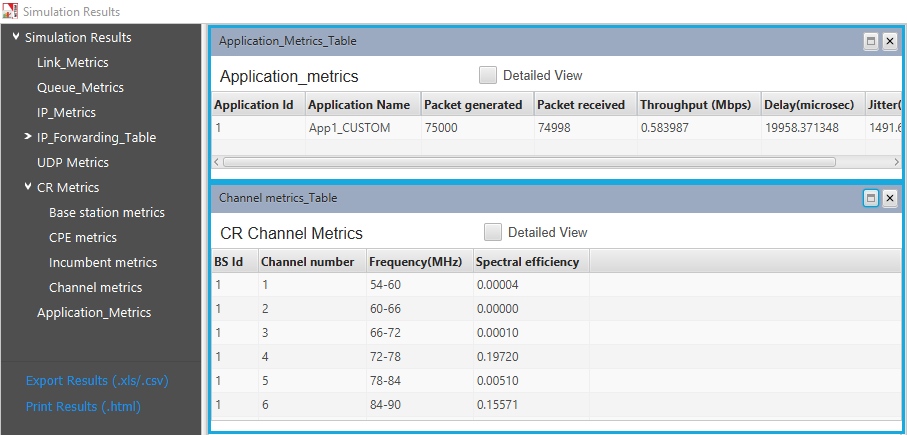 Simulation Results
Simulation Results
Link_Metrics
Queue_Metrics
IP_Metrics
IP_Forwarding_Table
UDP Metrics
CR Metrics
Base station metrics
CPE metrics
Incumbent metrics
Channel metrics
Application_Metrics
Export Results (.xls/.csv)
Print Results (.html)
Application_Metrics_Table
Application_metrics Detailed View
Application Id Application Name Packet generated Packet received Throughput (Mbps) Delay(microsec) Jitter(
1 App1_CUSTOM 75000 74998 0.583987 19958.371348 1491.6
Channel metrics_Table
CR Channel Metrics Detailed View
BS Id Channel number Frequency(MHz) Spectral efficiency
1 1 54-60 0.00004
1 2 60-66 0.00000
1 3 66-72 0.00010
1 4 72-78 0.19720
1 5 78-84 0.00510
1 6 84-90 0.15571